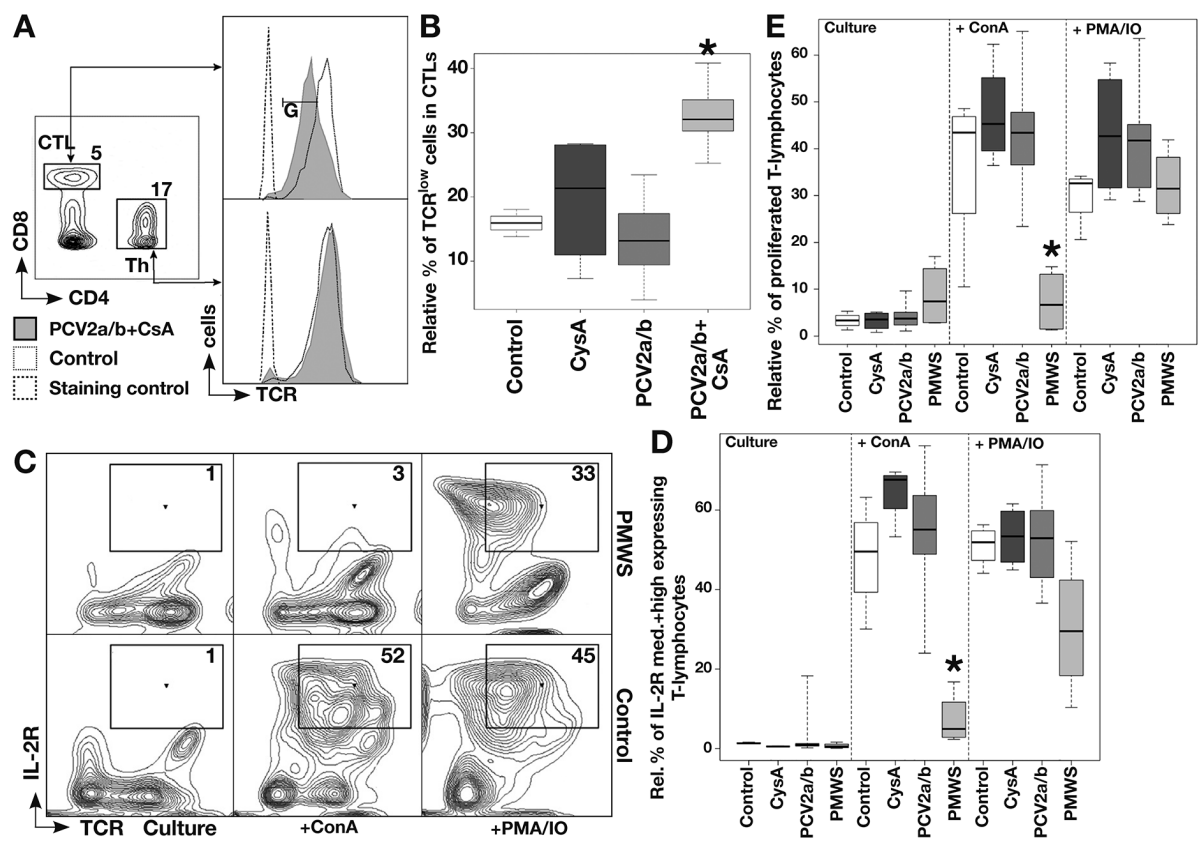 A
CTL
5
17
Th
CD8
CD4
PCV2a/b+CsA
Control
Staining control
G
cells
TCR
B
Relative % of TCRlow cells in CTLs
40
30
20
10
*
Control
CysA
PCV2a/b
PCV2a/b+
CsA
E
Relative % of proliferated T-lymphocytes
Culture
+ ConA
+ PMA/IO
60
50
40
30
20
10
0
*
Control
CysA
PCV2a/b
PMWS
Control
CysA
PCV2a/b
PMWS
Control
CysA
PCV2a/b
PMWS
C
1
3
33
PMWS
1
52
45
Control
IL-2R
TCR
Culture
+ConA
+PMA/IO
D
Rel. % of IL-2R med.+high expressing
T-lymphocytes
Culture
+ ConA
+ PMA/IO
60
40
20
0
*
Control
CysA
PCV2a/b
PMWS
Control
CysA
PCV2a/b
PMWS
Control
CysA
PCV2a/b
PMWS